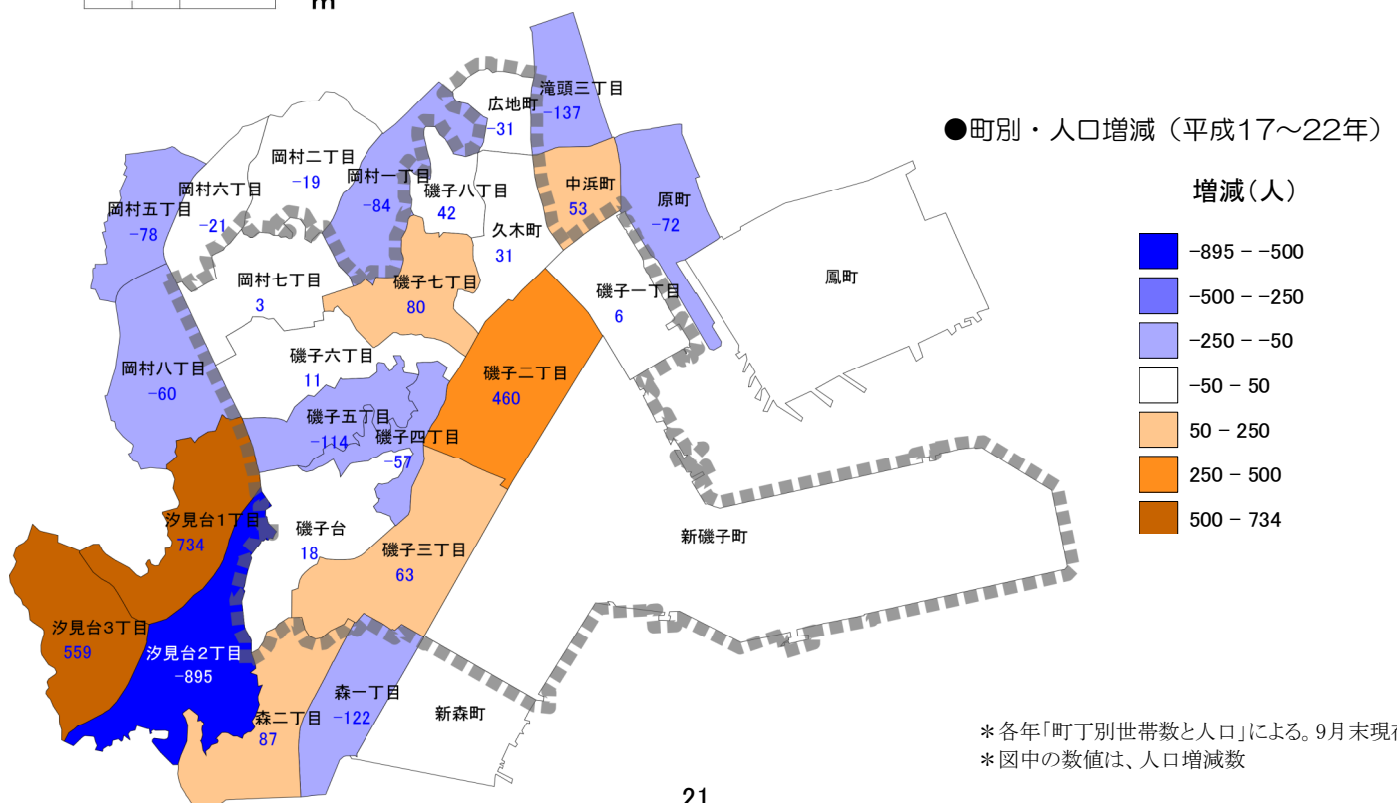 m
●町別・人口増減（平成17～22年）
増減(人)
-895 - -500
-500 - -250
-250 - -50
-50 - 50
50 - 250
250 - 500
500 - 734
滝頭三丁目
-137
広地町
-31
岡村二丁目
-19
岡村一丁目
-84
岡村六丁目
-21
岡村五丁目
-78
磯子八丁目
42
中浜町
53
原町
-72
久木町
31
岡村七丁目
3
磯子七丁目
80
磯子一丁目
6
鳳町
磯子六丁目
11
岡村八丁目
-60
磯子二丁目
460
磯子五丁目
-114
磯子四丁目
-57
汐見台1丁目
734
磯子台
18
磯子三丁目
63
新磯子町
汐見台3丁目
559
汐見台2丁目
-895
森二丁目
87
森一丁目
-122
新森町
＊各年「町丁別世帯数と人口」による。9月末現在
＊図中の数値は、人口増減数
21